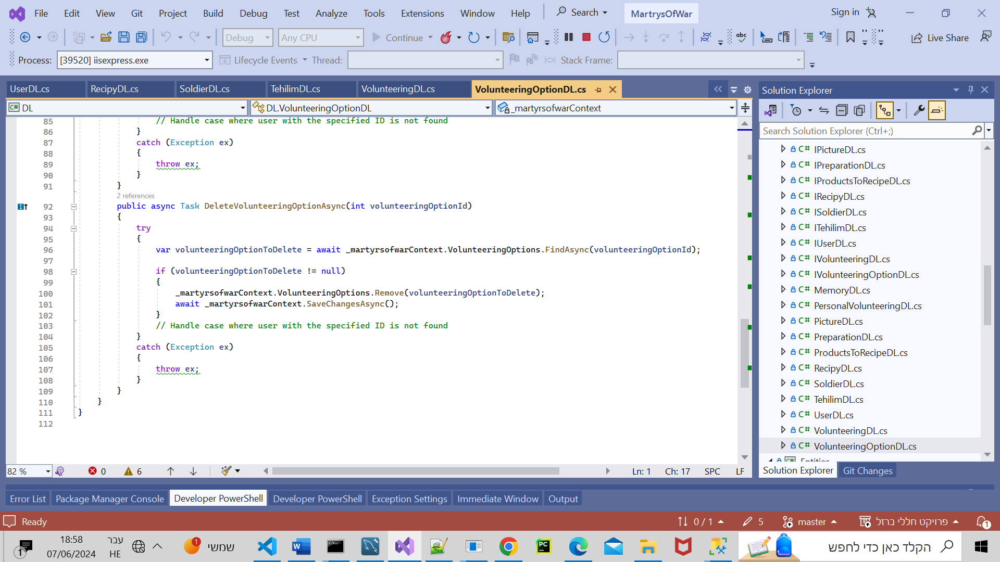 File Edit View Git Project Build Debug Test Analyze Tools Extensions Window Help Search MartrysOfWar Sign in
Debug Any CPU Continue Live Share
Process: [39520] iisexpress.exe Lifecycle Events Thread: Stack Frame:
UserDL.cs RecipyDL.cs SoldierDL.cs TehilimDL.cs VolunteeringDL.cs VolunteeringOptionDL.cs
DL DL.VolunteeringOptionDL _martyrsofwarContext
85 // Handle case where user with the specified ID is not found
86 }
87 catch (Exception ex)
88 {
89 throw ex;
90 }
91 }
2 references
92 public async Task DeleteVolunteeringOptionAsync(int volunteeringOptionId)
93 {
94 try
95 {
96 var volunteeringOptionToDelete = await _martyrsofwarContext.VolunteeringOptions.FindAsync(volunteeringOptionId);
97
98 if (volunteeringOptionToDelete != null)
99 {
100 _martyrsofwarContext.VolunteeringOptions.Remove(volunteeringOptionToDelete);
101 await _martyrsofwarContext.SaveChangesAsync();
102 }
103 // Handle case where user with the specified ID is not found
104 }
105 catch (Exception ex)
106 {
107 throw ex;
108 }
109 }
110 }
111 }
112
82 % 0 6 Ln: 1 Ch: 17 SPC LF
Solution Explorer
Search Solution Explorer (Ctrl+;)
C# IPictureDL.cs
C# IPreparationDL.cs
C# IProductsToRecipeDL.cs
C# IRecipyDL.cs
C# ISoldierDL.cs
C# ITehilimDL.cs
C# IUserDL.cs
C# IVolunteeringDL.cs
C# IVolunteeringOptionDL.cs
C# MemoryDL.cs
C# PersonalVolunteeringDL.cs
C# PictureDL.cs
C# PreparationDL.cs
C# ProductsToRecipeDL.cs
C# RecipyDL.cs
C# SoldierDL.cs
C# TehilimDL.cs
C# UserDL.cs
C# VolunteeringDL.cs
C# VolunteeringOptionDL.cs
Entities
Solution Explorer Git Changes
Error List Package Manager Console Developer PowerShell Developer PowerShell Exception Settings Immediate Window Output
Ready 0 / 1 5 master פרויקט חללי ברזל 1
1 18:58 עבר 1 שמשי הקלד כאן כדי לחפש
07/06/2024 HE